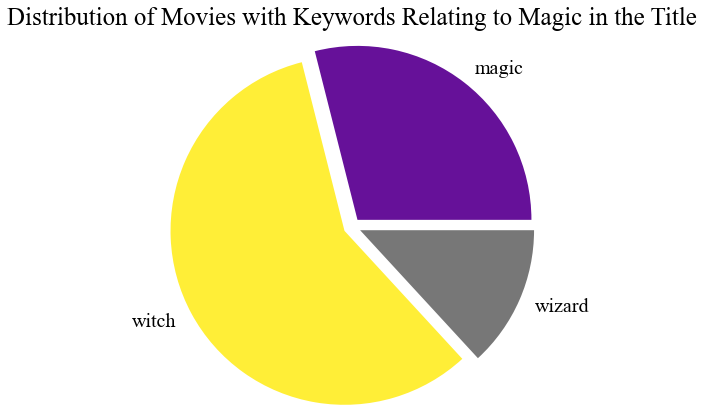 Distribution of Movies with Keywords Relating to Magic in the Title
magic
wizard
witch